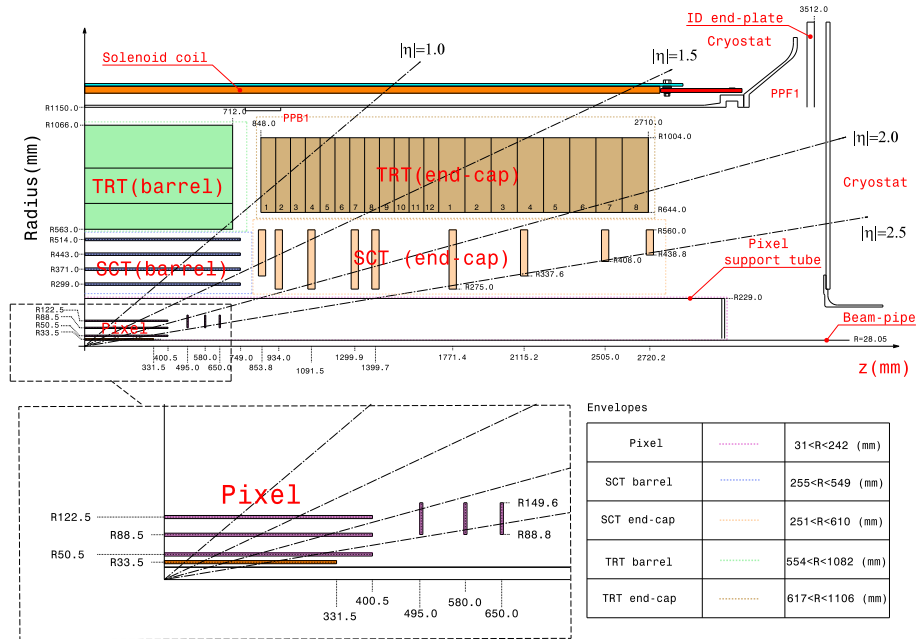 3512.0
ID end-plate
Cryostat
|η|=1.0
Solenoid coil
|η|=1.5
PPF1
R1150.0
712.0
PPB1
848.0
2710.0
R1066.0
R1004.0
|η|=2.0
TRT(barrel)
TRT(end-cap)
Radius(mm)
Cryostat
1 2 3 4 5 6 7 8 9 10 11 12 1 2 3 4 5 6 7 8
R644.0
R563.0
R560.0
R514.0
|η|=2.5
R443.0
R438.8
SCT(barrel)
SCT (end-cap)
R408.0
Pixel
support tube
R371.0
R337.6
R299.0
R275.0
R229.0
R122.5
R88.5
R50.5
R33.5
Pixel
Beam-pipe
R=28.05
400.5 580.0 749.0 934.0 1299.9 1771.4 2115.2 2505.0 2720.2
331.5 495.0 650.0 853.8 1091.5 1399.7
z(mm)
Envelopes
Pixel 31<R<242 (mm)
SCT barrel 255<R<549 (mm)
SCT end-cap 251<R<610 (mm)
TRT barrel 554<R<1082 (mm)
TRT end-cap 617<R<1106 (mm)
Pixel
R149.6
R122.5
R88.5
R88.8
R50.5
R33.5
400.5
580.0
331.5
495.0
650.0